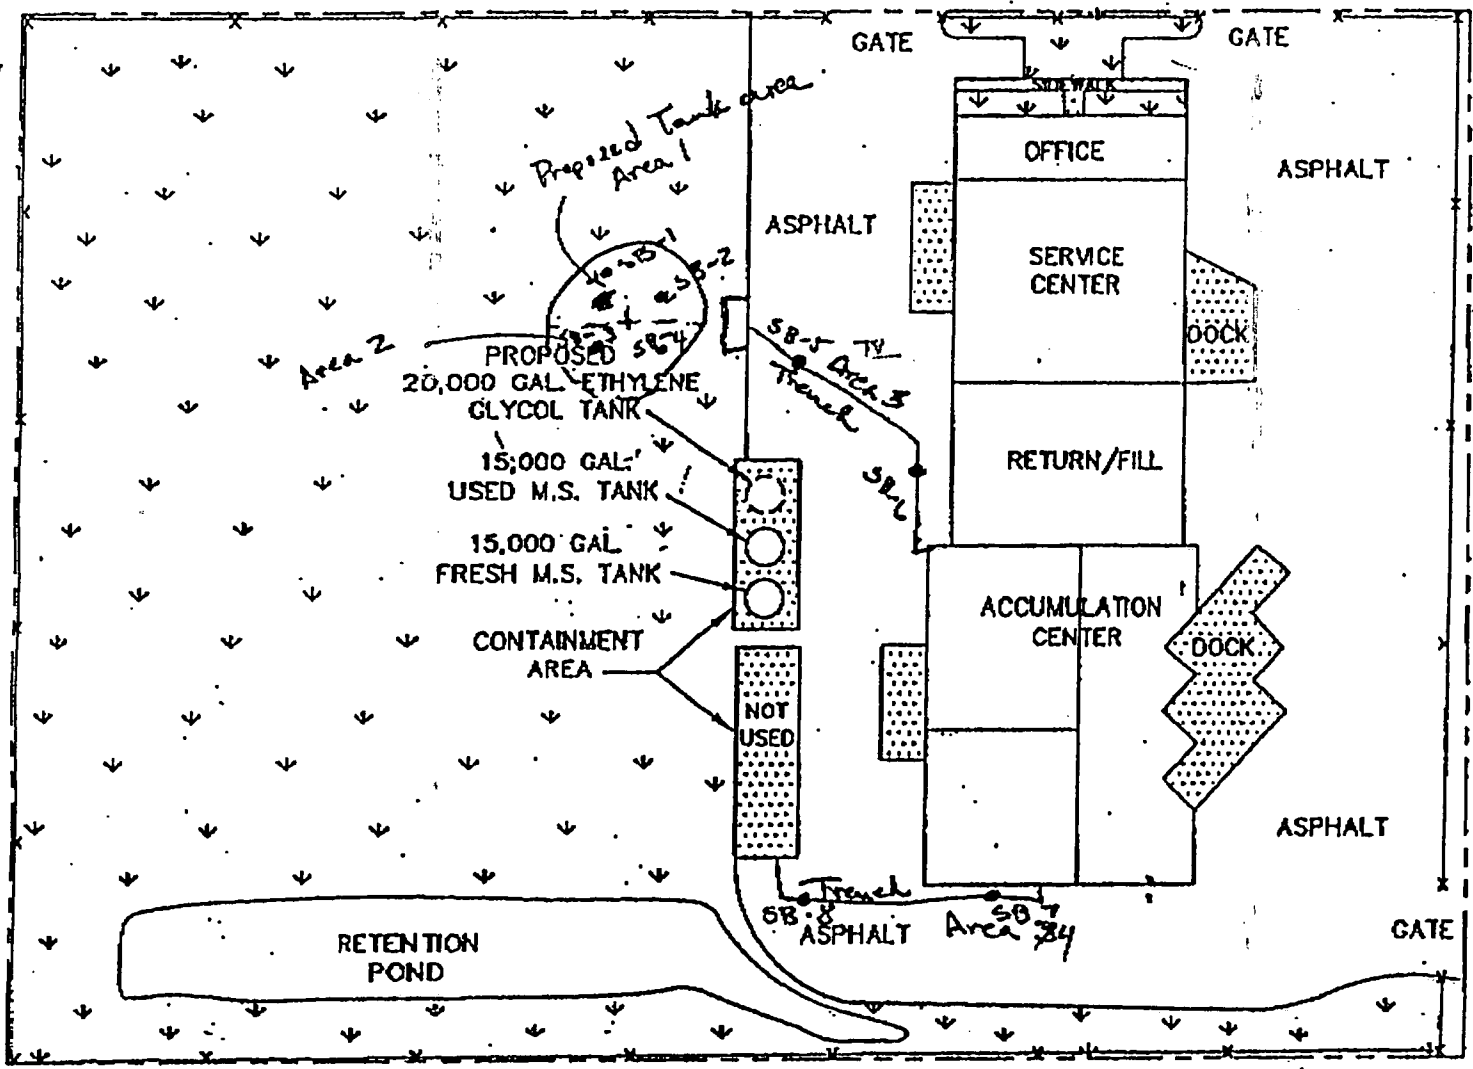 GATE
GATE
SIDEWALK
Proposed Tank area
Area 1
OFFICE
ASPHALT
ASPHALT
SB-1
SB-2
SERVICE
CENTER
DOCK
SB-3
SB-4
Area 2
SB-5 Area 3
Trench
PROPOSED
20,000 GAL. ETHYLENE
GLYCOL TANK
15,000 GAL.
USED M.S. TANK
SB-6
RETURN/FILL
15,000 GAL.
FRESH M.S. TANK
ACCUMULATION
CENTER
DOCK
CONTAINMENT
AREA
NOT
USED
ASPHALT
Trench
SB-8
SB 7
ASPHALT
Area
GATE
RETENTION
POND